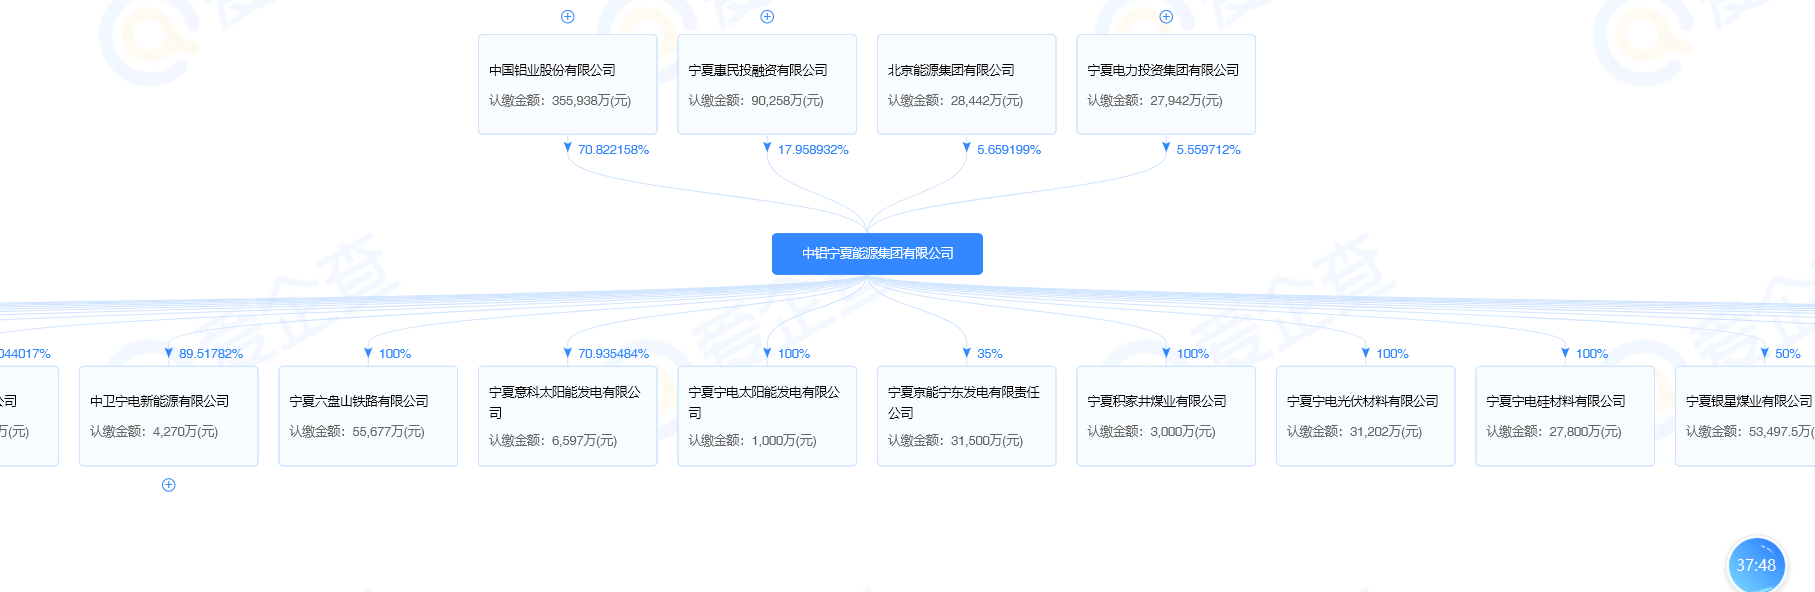 中国铝业股份有限公司
认缴金额：355,938万(元)
70.822158%
宁夏惠民投融资有限公司
认缴金额：90,258万(元)
17.958932%
北京能源集团有限公司
认缴金额：28,442万(元)
5.659199%
宁夏电力投资集团有限公司
认缴金额：27,942万(元)
5.559712%
中铝宁夏能源集团有限公司
044017%
公司
万(元)
89.51782%
中卫宁电新能源有限公司
认缴金额：4,270万(元)
100%
宁夏六盘山铁路有限公司
认缴金额：55,677万(元)
70.935484%
宁夏意科太阳能发电有限公
司
认缴金额：6,597万(元)
100%
宁夏宁电太阳能发电有限公
司
认缴金额：1,000万(元)
35%
宁夏京能宁东发电有限责任
公司
认缴金额：31,500万(元)
100%
宁夏积家井煤业有限公司
认缴金额：3,000万(元)
100%
宁夏宁电光伏材料有限公司
认缴金额：31,202万(元)
100%
宁夏宁电硅材料有限公司
认缴金额：27,800万(元)
50%
宁夏银星煤业有限公司
认缴金额：53,497.5万(
37:48
爱企查
爱企查
爱企查